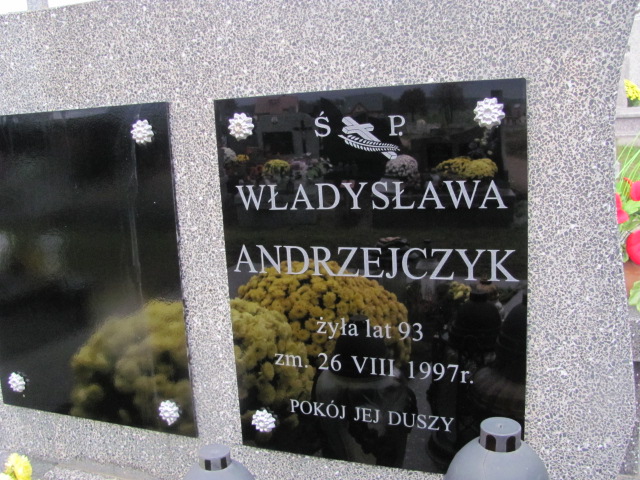 Ś P.
WŁADYSŁAWA
ANDRZEJCZYK
żyła lat 93
zm. 26 VIII 1997r.
POKÓJ JEJ DUSZY